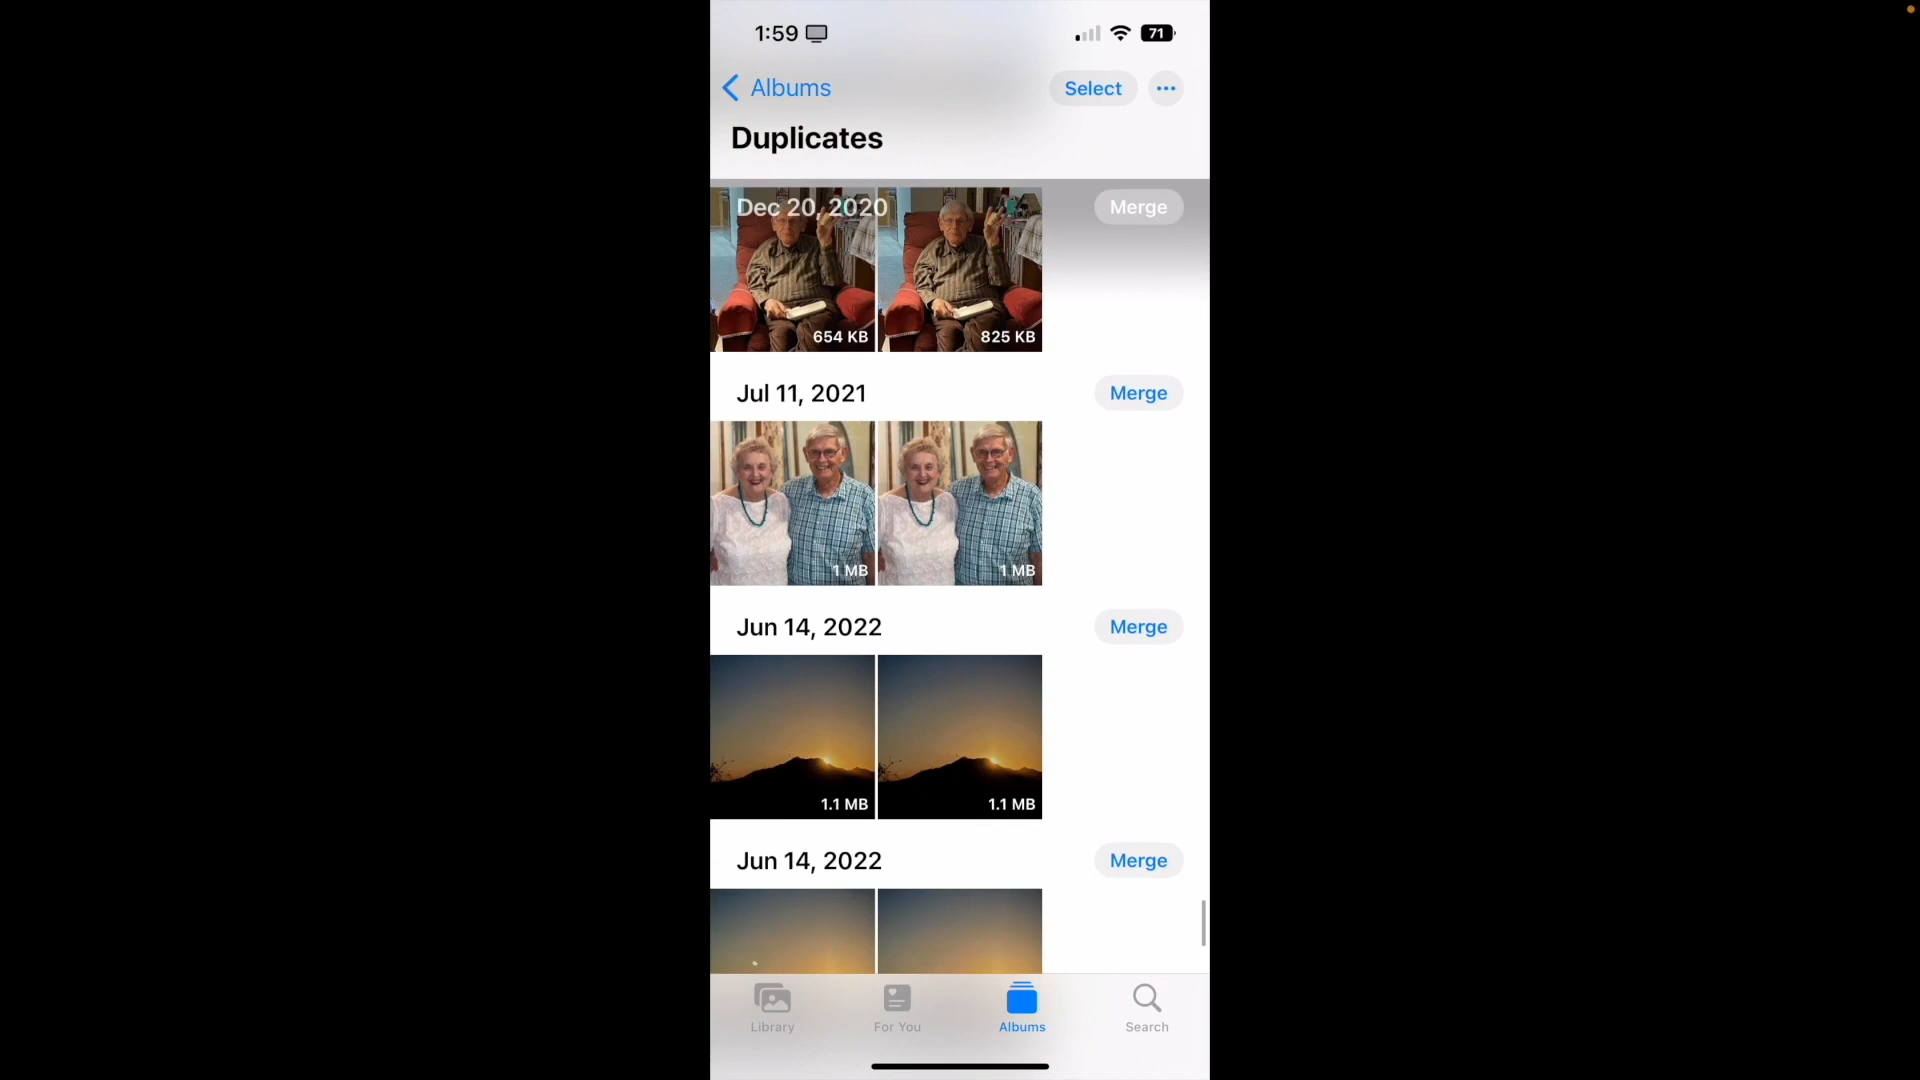 1:59 71
Albums Select
Duplicates
Dec 20, 2020 Merge
654 KB 825 KB
Jul 11, 2021 Merge
1 MB 1 MB
Jun 14, 2022 Merge
1.1 MB 1.1 MB
Jun 14, 2022 Merge
Library For You Albums Search